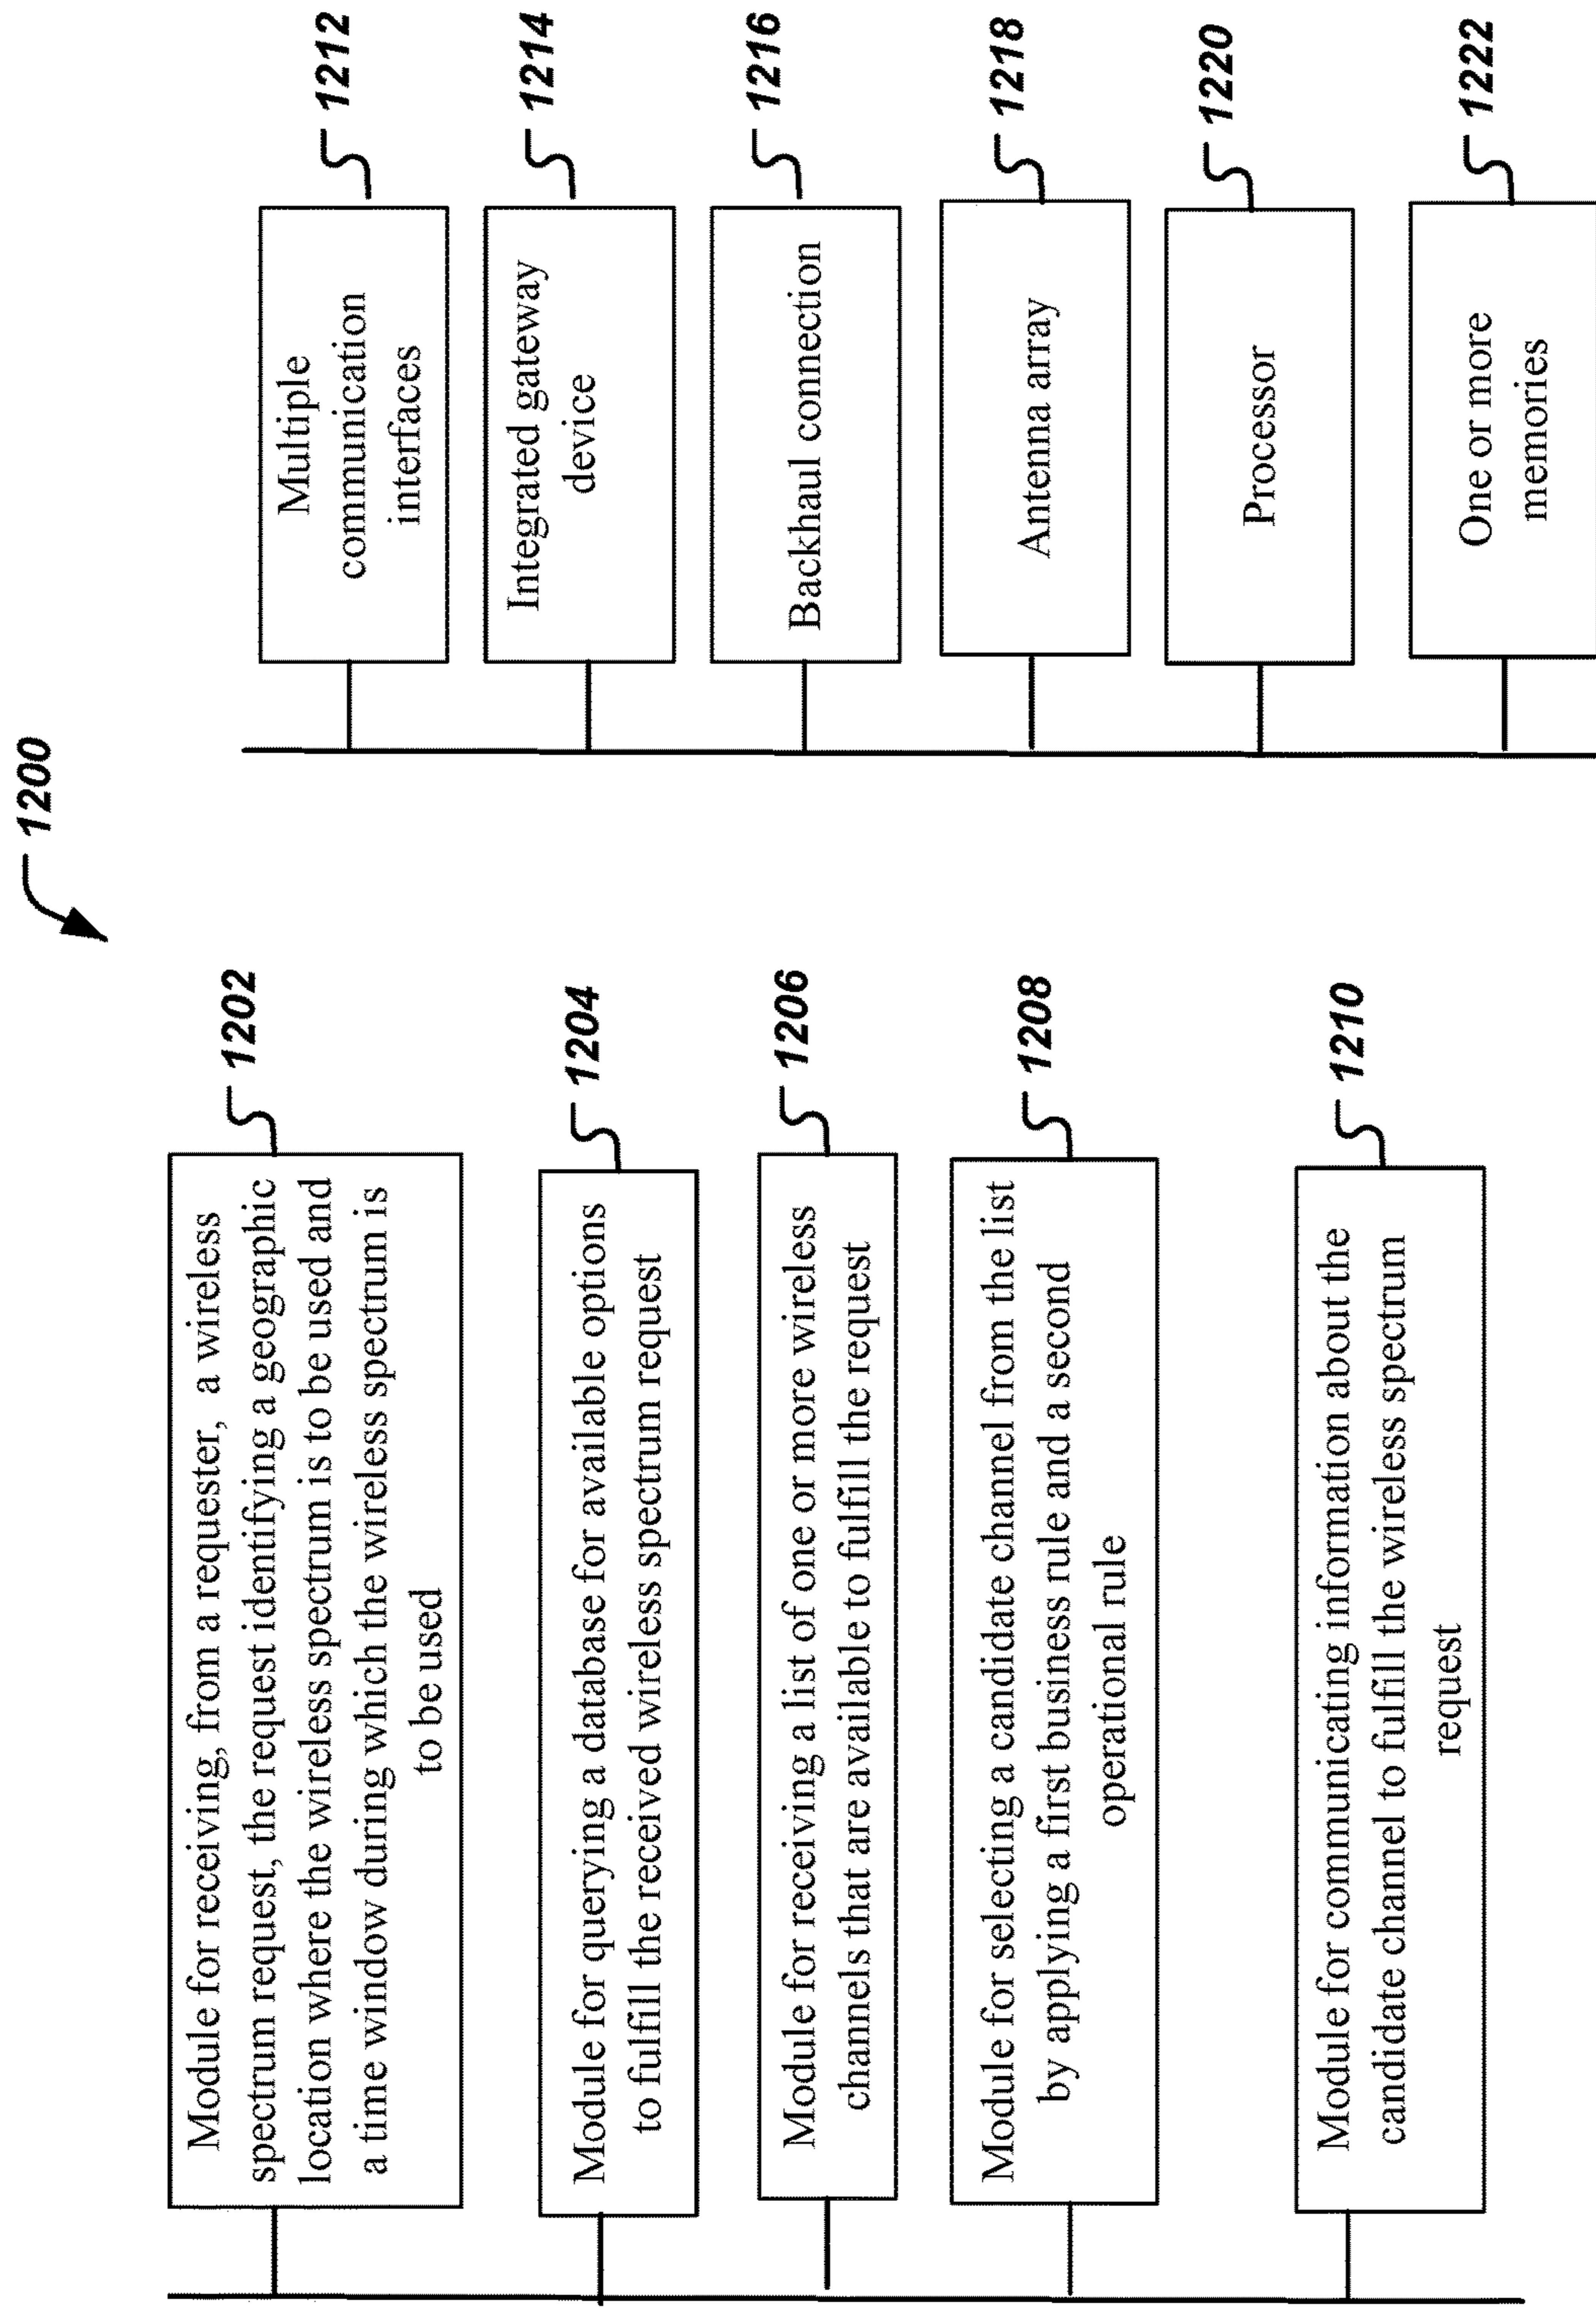 1200
Module for receiving, from a requester, a wireless
spectrum request, the request identifying a geographic
location where the wireless spectrum is to be used and
a time window during which the wireless spectrum is
to be used
1202
Module for querying a database for available options
to fulfill the received wireless spectrum request
1204
Module for receiving a list of one or more wireless
channels that are available to fulfill the request
1206
Module for selecting a candidate channel from the list
by applying a first business rule and a second
operational rule
1208
Module for communicating information about the
candidate channel to fulfill the wireless spectrum
request
1210
Multiple
communication
interfaces
1212
Integrated gateway
device
1214
Backhaul connection
1216
Antenna array
1218
Processor
1220
One or more
memories
1222